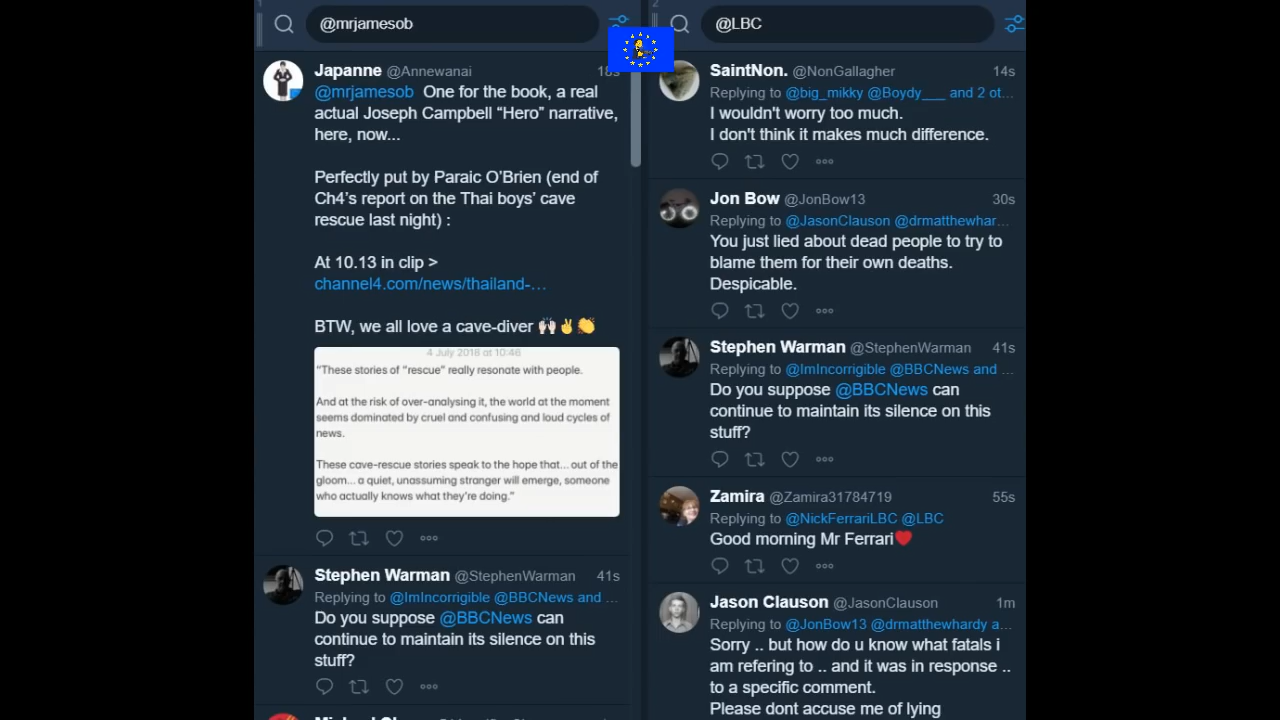 1
@mrjamesob
Japanne @Annewanai
@mrjamesob One for the book, a real
actual Joseph Campbell “Hero” narrative,
here, now...
Perfectly put by Paraic O’Brien (end of
Ch4’s report on the Thai boys’ cave
rescue last night) :
At 10.13 in clip >
channel4.com/news/thailand-…
BTW, we all love a cave-diver 🙌🏻✌️👏
4 July 2018 at 10:46
“These stories of “rescue” really resonate with people.
And at the risk of over-analysing it, the world at the moment
seems dominated by cruel and confusing and loud cycles of
news.
These cave-rescue stories speak to the hope that... out of the
gloom... a quiet, unassuming stranger will emerge, someone
who actually knows what they’re doing.”
Stephen Warman @StephenWarman 41s
Replying to @ImIncorrigible @BBCNews and ...
Do you suppose @BBCNews can
continue to maintain its silence on this
stuff?
2
@LBC
SaintNon. @NonGallagher 14s
Replying to @big_mikky @Boydy___ and 2 ot...
I wouldn't worry too much.
I don't think it makes much difference.
Jon Bow @JonBow13 30s
Replying to @JasonClauson @drmatthewhar...
You just lied about dead people to try to
blame them for their own deaths.
Despicable.
Stephen Warman @StephenWarman 41s
Replying to @ImIncorrigible @BBCNews and ...
Do you suppose @BBCNews can
continue to maintain its silence on this
stuff?
Zamira @Zamira31784719 55s
Replying to @NickFerrariLBC @LBC
Good morning Mr Ferrari❤️
Jason Clauson @JasonClauson 1m
Replying to @JonBow13 @drmatthewhardy a...
Sorry .. but how do u know what fatals i
am refering to .. and it was in response ..
to a specific comment.
Please dont accuse me of lying